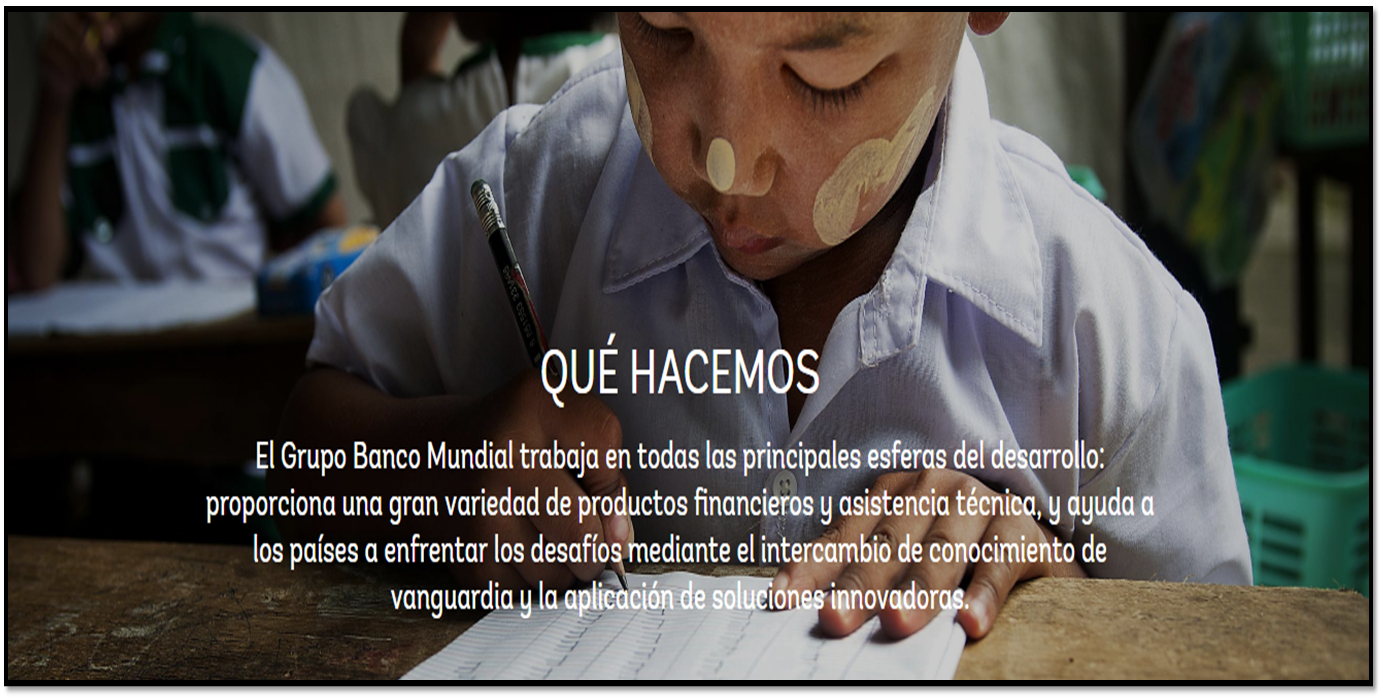 QUÉ HACEMOS
El Grupo Banco Mundial trabaja en todas las principales esferas del desarrollo:
proporciona una gran variedad de productos financieros y asistencia técnica, y ayuda a
los países a enfrentar los desafíos mediante el intercambio de conocimiento de
vanguardia y la aplicación de soluciones innovadoras.